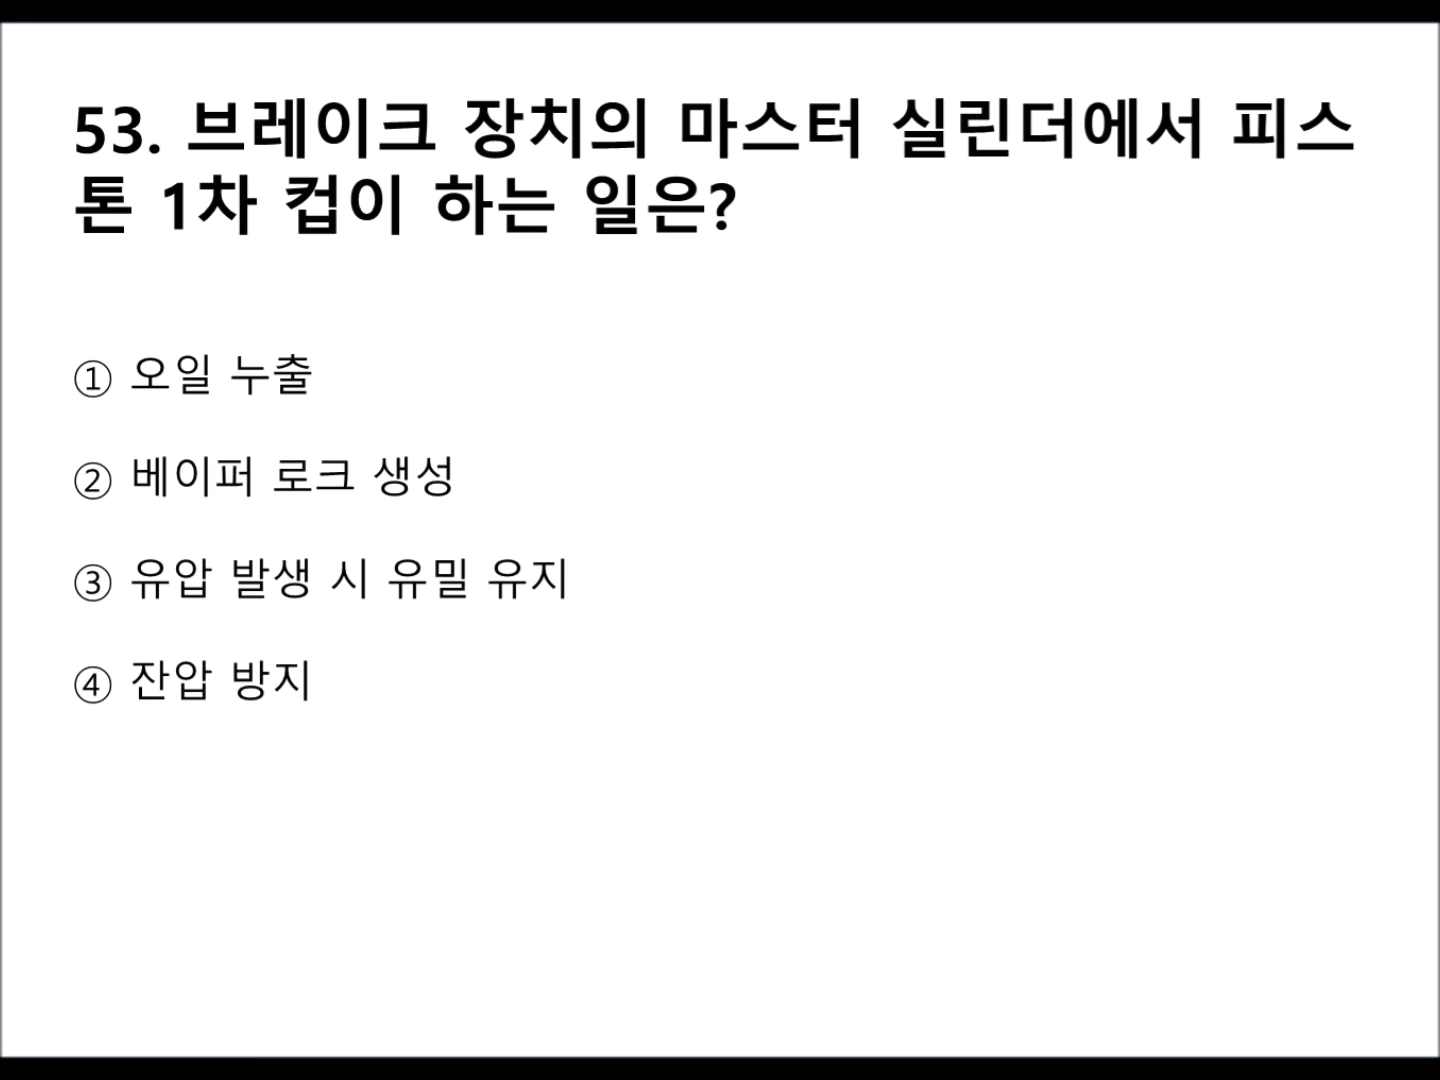 53. 브레이크 장치의 마스터 실린더에서 피스
톤 1차 컵이 하는 일은?
① 오일 누출
② 베이퍼 로크 생성
③ 유압 발생 시 유밀 유지
④ 잔압 방지